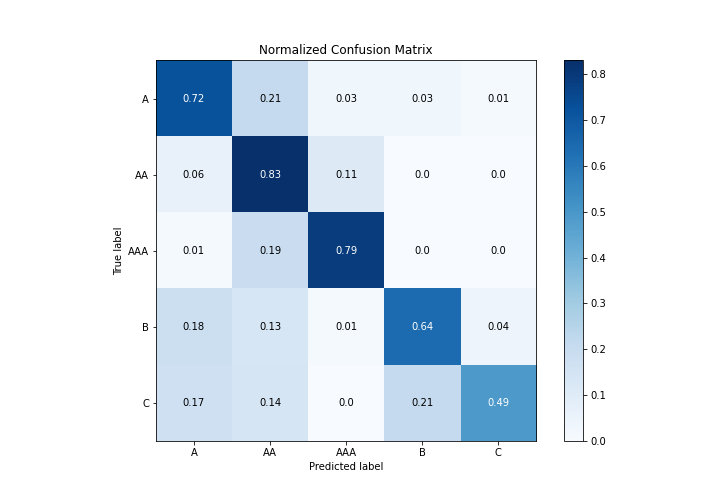 Normalized Confusion Matrix
True label
A 0.72 0.21 0.03 0.03 0.01
AA 0.06 0.83 0.11 0.0 0.0
AAA 0.01 0.19 0.79 0.0 0.0
B 0.18 0.13 0.01 0.64 0.04
C 0.17 0.14 0.0 0.21 0.49
A AA AAA B C
Predicted label
0.8
0.7
0.6
0.5
0.4
0.3
0.2
0.1
0.0